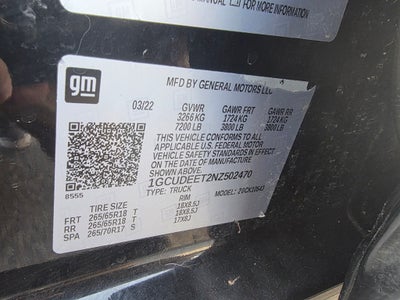 MANUAL FOR MORE INFORMATION
gm
MFD BY GENERAL MOTORS LLC
03/22 GVWR GAWR FRT GAWR RR
3266 KG 1724 KG 1724 KG
7200 LB 3800 LB 3800 LB
THIS VEHICLE CONFORMS TO ALL
APPLICABLE U.S. FEDERAL MOTOR
VEHICLE SAFETY STANDARDS IN EFFECT
ON THE DATE OF MANUFACTURE
SHOWN ABOVE.
1GCUDEET2NZ502470
8555 TYPE: TRUCK MODEL:
TIRE SIZE RIM
FRT 265/65R18 T 18X8.5J
RR 265/65R18 T 18X8.5J
SPA 265/70R17 S 17X8J